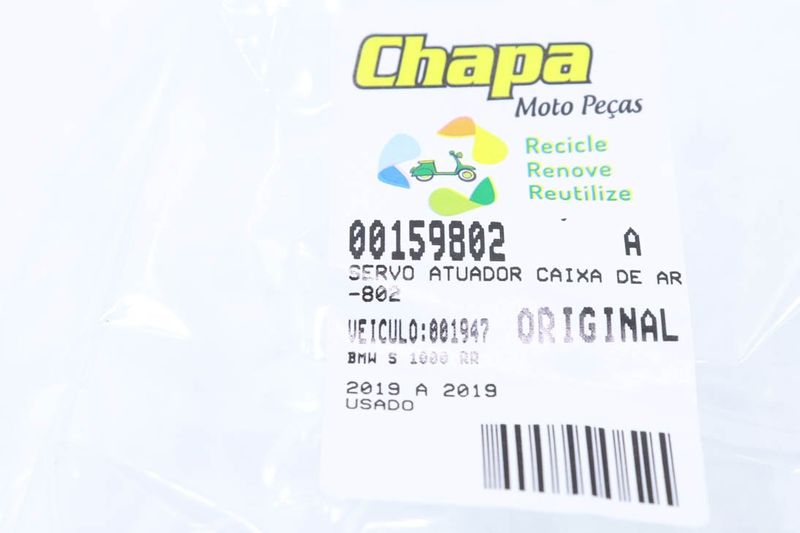 Chapa
Moto Peças
Recicle
Renove
Reutilize
00159802 A
SERVO ATUADOR CAIXA DE AR
-802
VEICULO:001947 ORIGINAL
BMW S 1000 RR
2019 A 2019
USADO